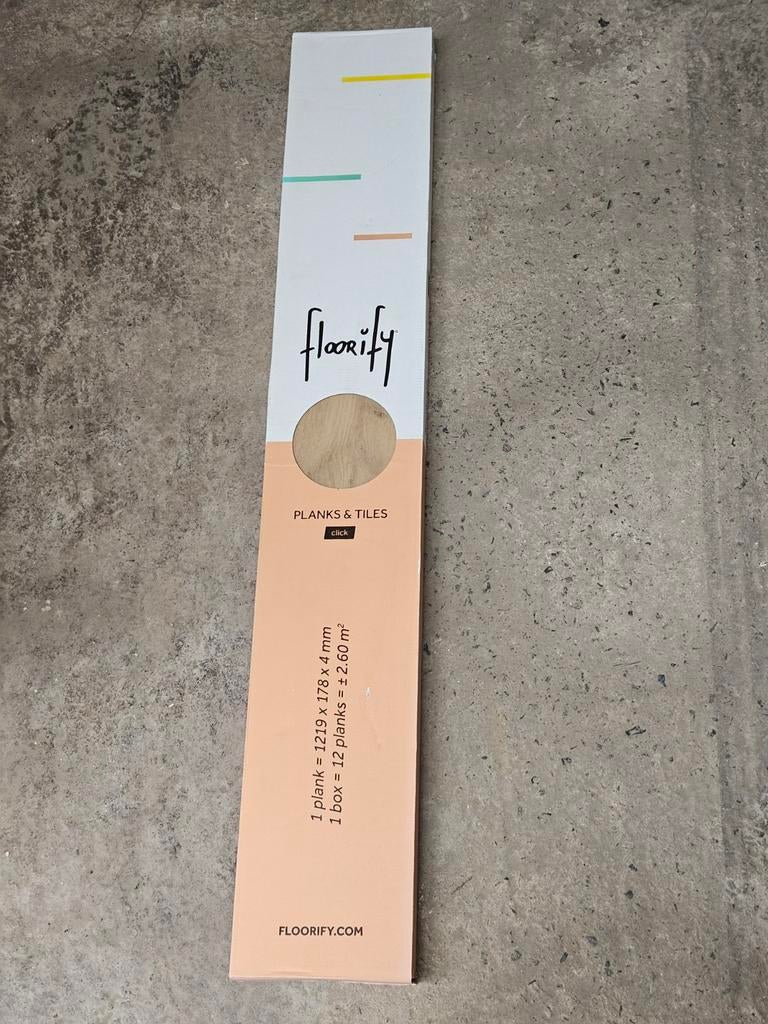 floorify
PLANKS & TILES
click
1 plank = 1219 x 178 x 4 mm
1 box = 12 planks = ± 2.60 m²
FLOORIFY.COM